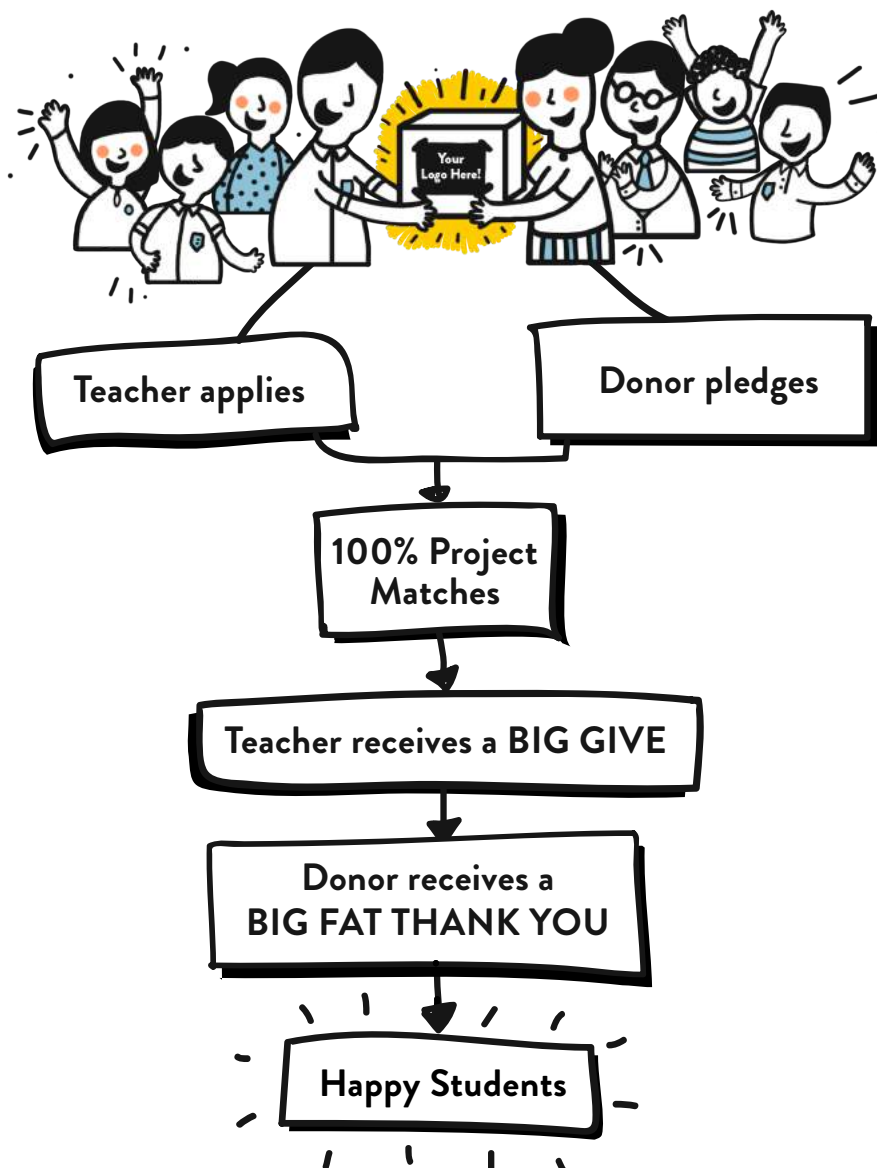 Your
Logo Here!
Teacher applies
Donor pledges
100% Project
Matches
Teacher receives a BIG GIVE
Donor receives a
BIG FAT THANK YOU
Happy Students